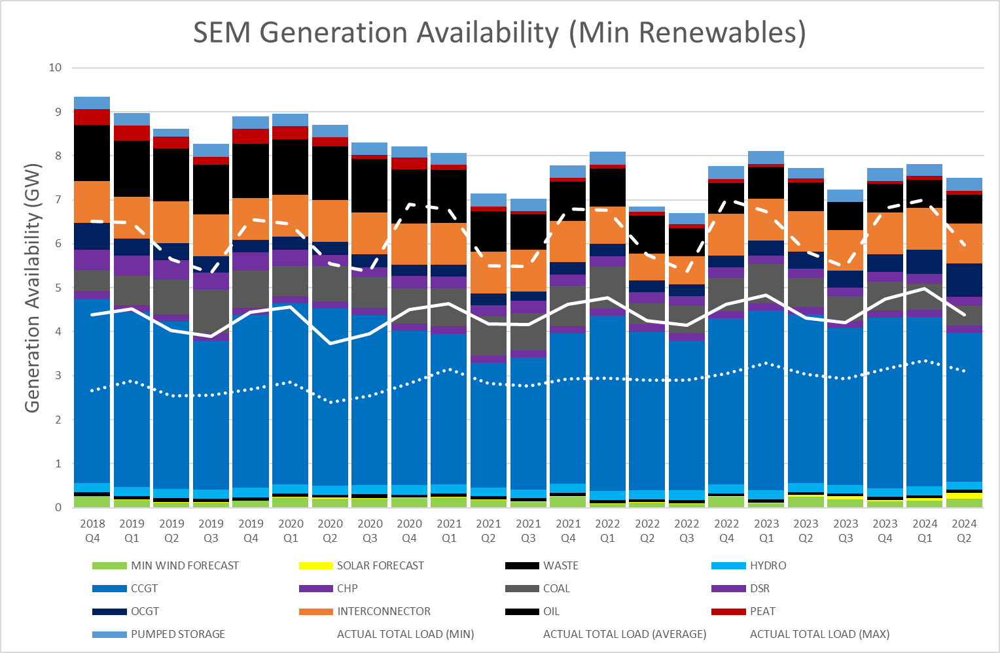 SEM Generation Availability (Min Renewables)
Generation Availability (GW)
10
9
8
7
6
5
4
3
2
1
0
2018 2019 2019 2019 2019 2020 2020 2020 2020 2021 2021 2021 2021 2022 2022 2022 2022 2023 2023 2023 2023 2024 2024
Q4 Q1 Q2 Q3 Q4 Q1 Q2 Q3 Q4 Q1 Q2 Q3 Q4 Q1 Q2 Q3 Q4 Q1 Q2 Q3 Q4 Q1 Q2
MIN WIND FORECAST SOLAR FORECAST WASTE HYDRO
CCGT CHP COAL DSR
OCGT INTERCONNECTOR OIL PEAT
PUMPED STORAGE ACTUAL TOTAL LOAD (MIN) ACTUAL TOTAL LOAD (AVERAGE) ACTUAL TOTAL LOAD (MAX)